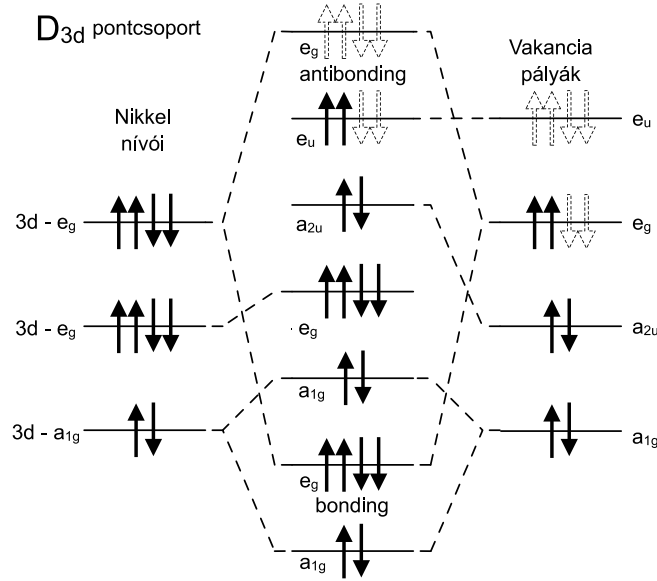 D3d pontcsoport
Nikkel
nívói
3d - eg
3d - eg
3d - a1g
eg
antibonding
eu
a2u
eg
a1g
eg
bonding
a1g
Vakancia
pályák
eu
eg
a2u
a1g